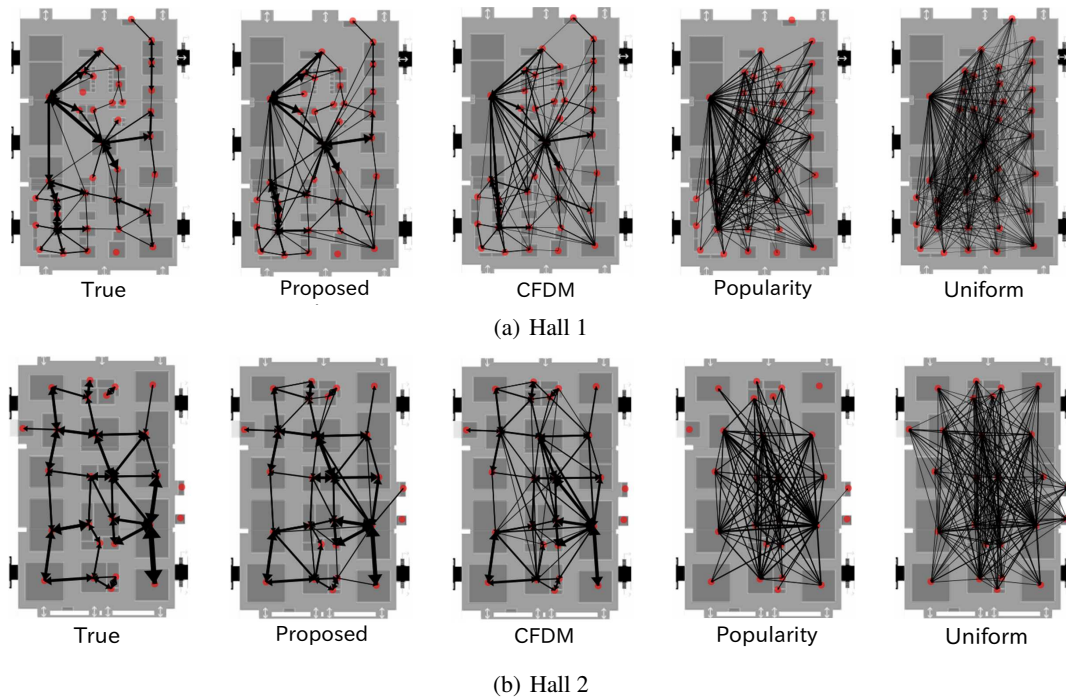 True Proposed CFDM Popularity Uniform
(a) Hall 1
True Proposed CFDM Popularity Uniform
(b) Hall 2